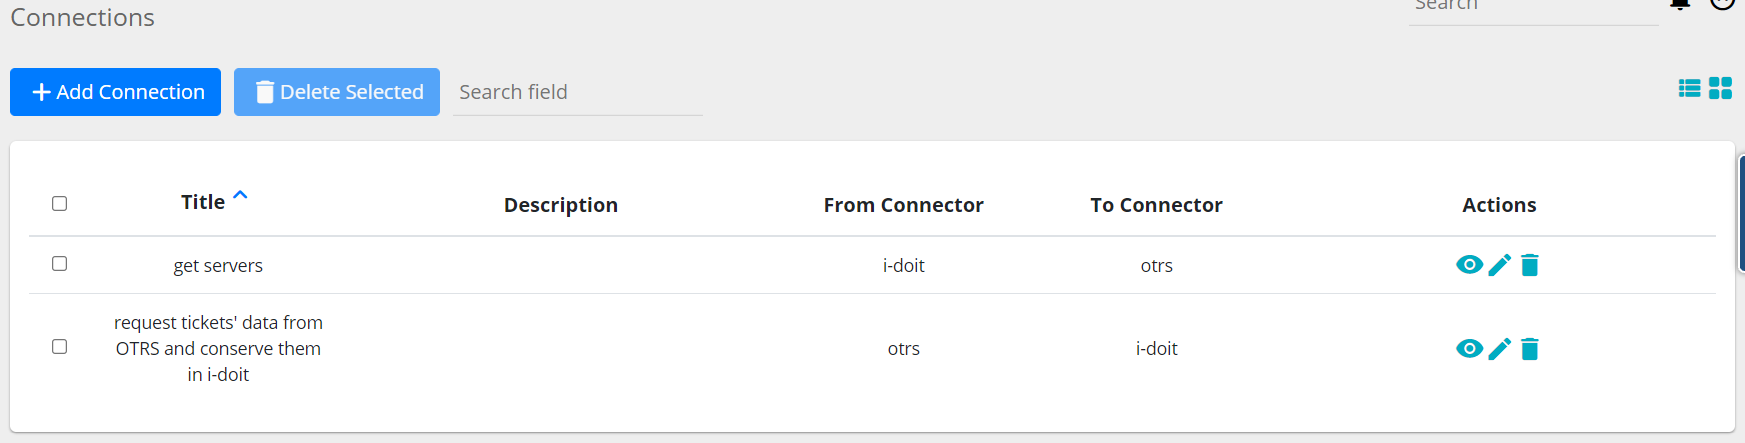 Connections
Search
Add Connection
Delete Selected
Search field
Title
Description
From Connector
To Connector
Actions
get servers
i-doit
otrs
request tickets' data from
OTRS and conserve them
in i-doit
otrs
i-doit